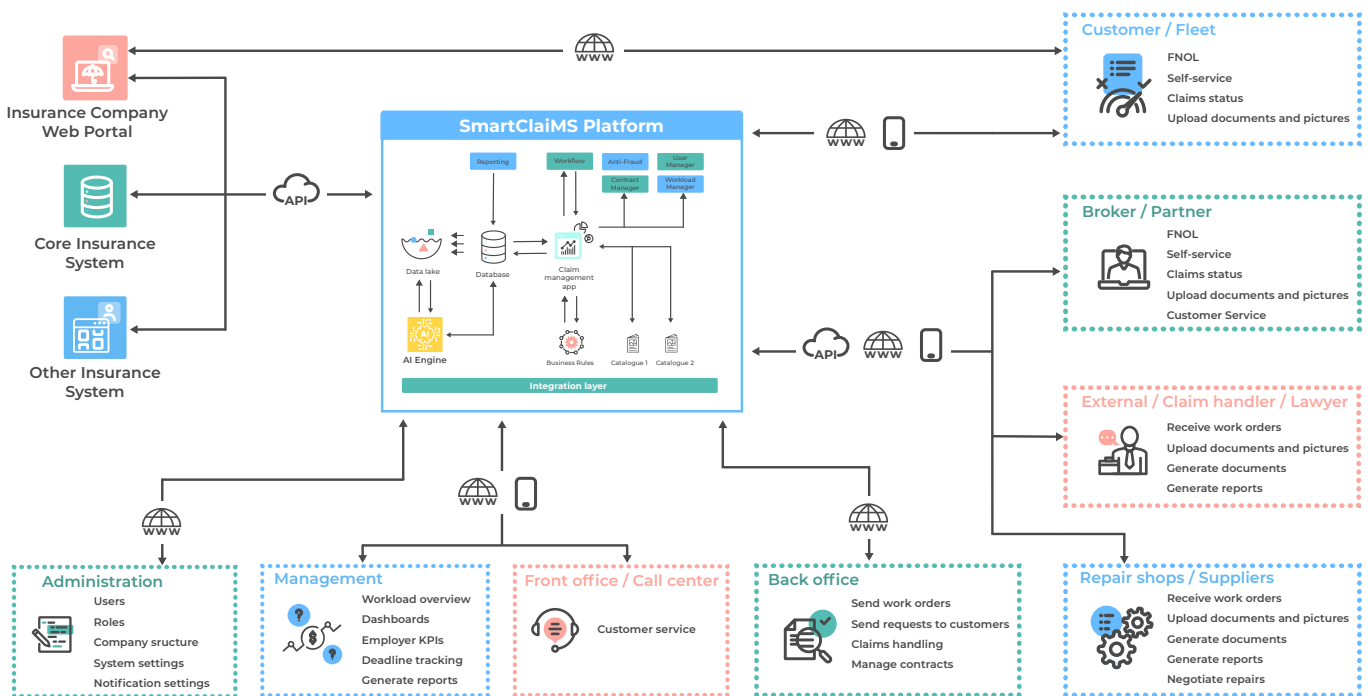 WWW
Insurance Company
Web Portal
Core Insurance
System
Other Insurance
System
API
SmartClaiMS Platform
Reporting
Workflow
Anti-Fraud
User
Manager
Contract
Manager
Workload
Manager
Data lake
Database
Claim
management
app
AI
AI Engine
Business Rules
Catalogue 1
Catalogue 2
Integration layer
WWW
API
WWW
Customer / Fleet
FNOL
Self-service
Claims status
Upload documents and pictures
Broker / Partner
FNOL
Self-service
Claims status
Upload documents and pictures
Customer Service
External / Claim handler / Lawyer
Receive work orders
Upload documents and pictures
Generate documents
Generate reports
WWW
WWW
WWW
Administration
Users
Roles
Company sructure
System settings
Notification settings
Management
?
$
?
Workload overview
Dashboards
Employer KPIs
Deadline tracking
Generate reports
Front office / Call center
Customer service
Back office
Send work orders
Send requests to customers
Claims handling
Manage contracts
Repair shops / Suppliers
Receive work orders
Upload documents and pictures
Generate documents
Generate reports
Negotiate repairs